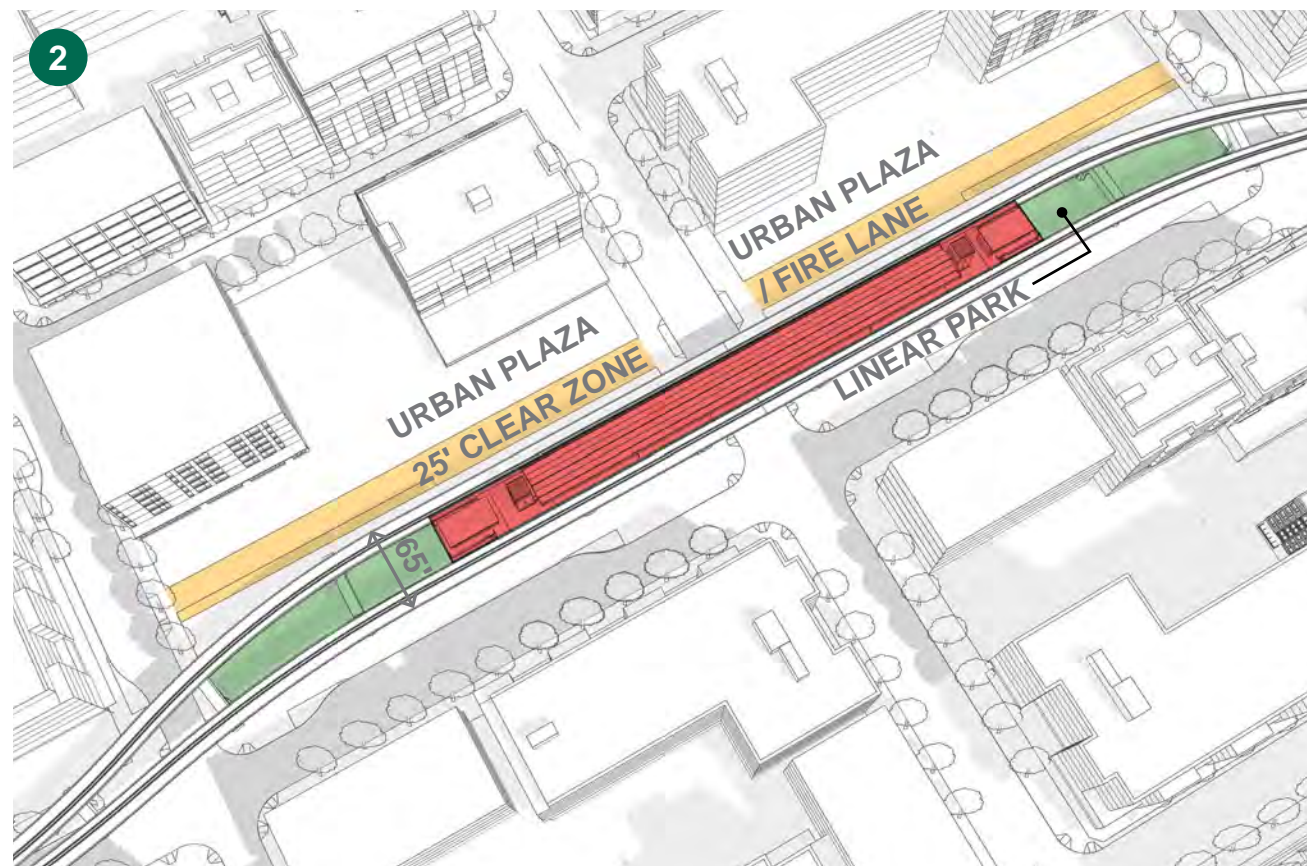 2
URBAN PLAZA
/ FIRE LANE
LINEAR PARK
URBAN PLAZA
25' CLEAR ZONE
65'